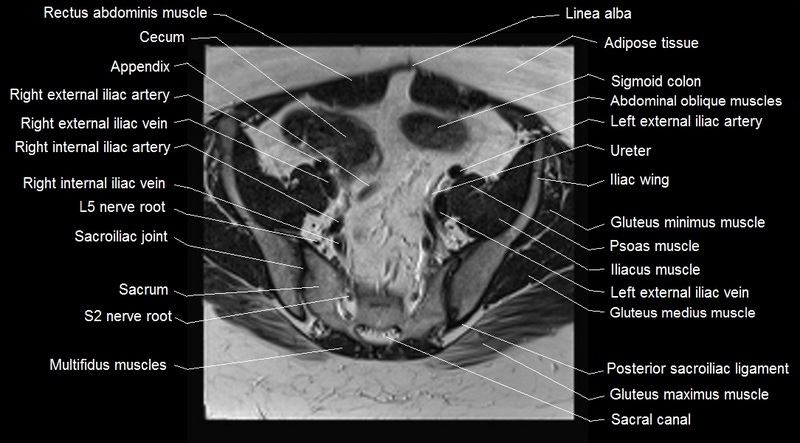 Rectus abdominis muscle
Cecum
Appendix
Right external iliac artery
Right external iliac vein
Right internal iliac artery
Right internal iliac vein
L5 nerve root
Sacroiliac joint
Sacrum
S2 nerve root
Multifidus muscles
Linea alba
Adipose tissue
Sigmoid colon
Abdominal oblique muscles
Left external iliac artery
Ureter
Iliac wing
Gluteus minimus muscle
Psoas muscle
Iliacus muscle
Left external iliac vein
Gluteus medius muscle
Posterior sacroiliac ligament
Gluteus maximus muscle
Sacral canal